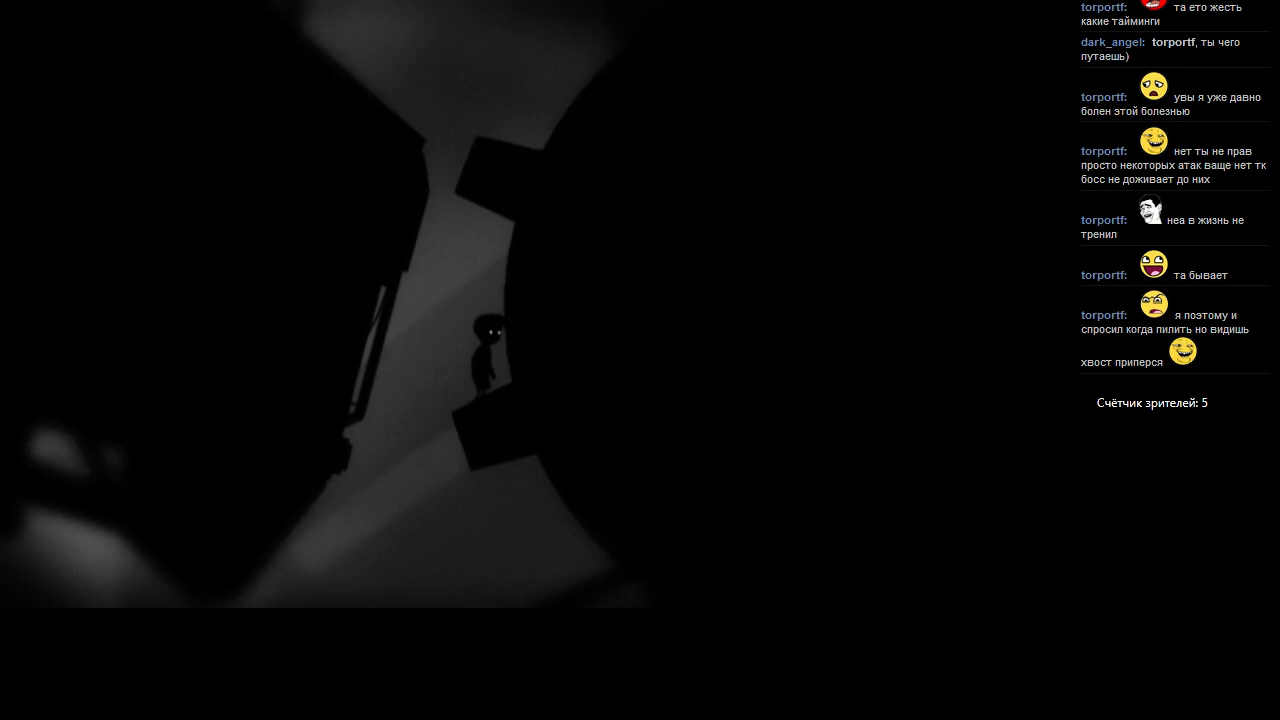 torportf: та ето жесть
какие тайминги
dark_angel: torportf, ты чего
путаешь)
torportf: увы я уже давно
болен этой болезнью
torportf: нет ты не прав
просто некоторых атак ваще нет тк
босс не доживает до них
torportf: неа в жизнь не
тренил
torportf: та бывает
torportf: я поэтому и
спросил когда пилить но видишь
хвост приперся
Счётчик зрителей: 5